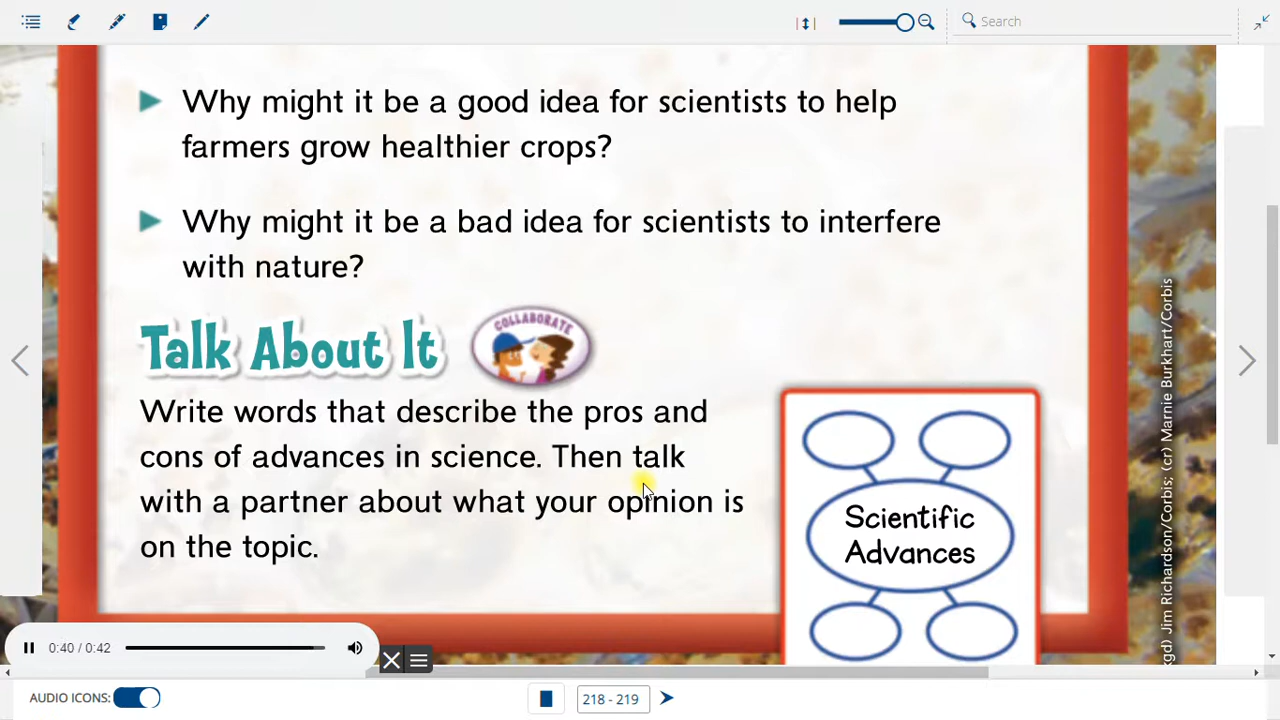 Search
Why might it be a good idea for scientists to help
farmers grow healthier crops?
Why might it be a bad idea for scientists to interfere
with nature?
Talk About It
COLLABORATE
Write words that describe the pros and
cons of advances in science. Then talk
with a partner about what your opinion is
on the topic.
Scientific
Advances
gd) Jim Richardson/Corbis; (cr) Marnie Burkhart/Corbis
0:40 / 0:42
AUDIO ICONS:
218 - 219